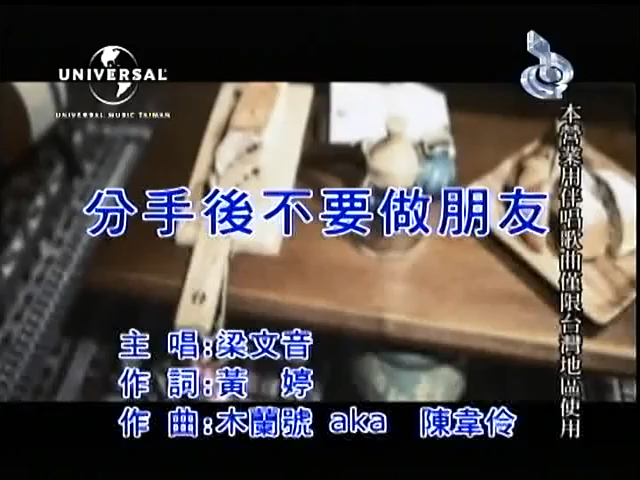 UNIVERSAL
UNIVERSAL MUSIC TAIWAN
本營業用伴唱歌曲僅限台灣地區使用
分手後不要做朋友
主 唱:梁文音
作 詞:黃 婷
作 曲:木蘭號 aka 陳韋伶